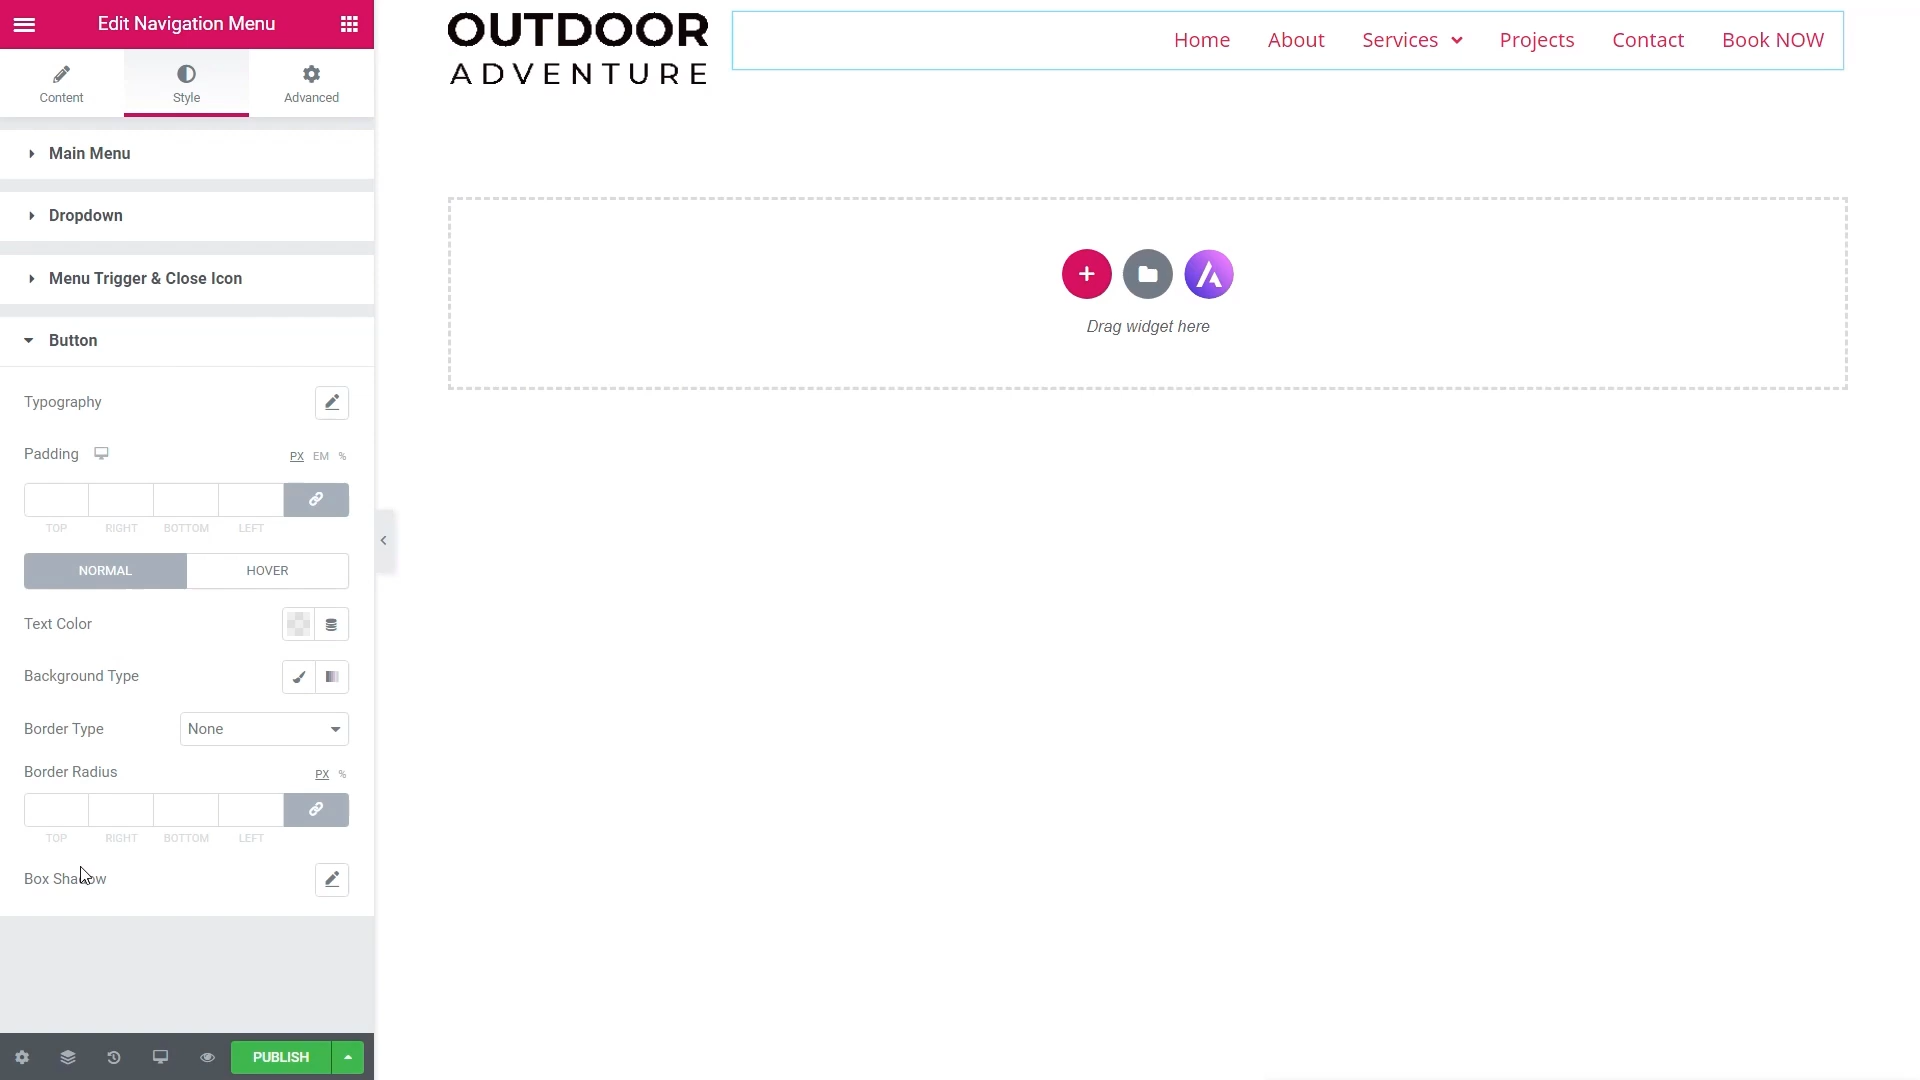 Edit Navigation Menu
Content
Style
Advanced
Main Menu
Dropdown
Menu Trigger & Close Icon
Button
Typography
Padding
PX EM %
TOP RIGHT BOTTOM LEFT
NORMAL HOVER
Text Color
Background Type
Border Type
None
Border Radius
PX %
TOP RIGHT BOTTOM LEFT
Box Shadow
PUBLISH
OUTDOOR
ADVENTURE
Home About Services Projects Contact Book NOW
Drag widget here